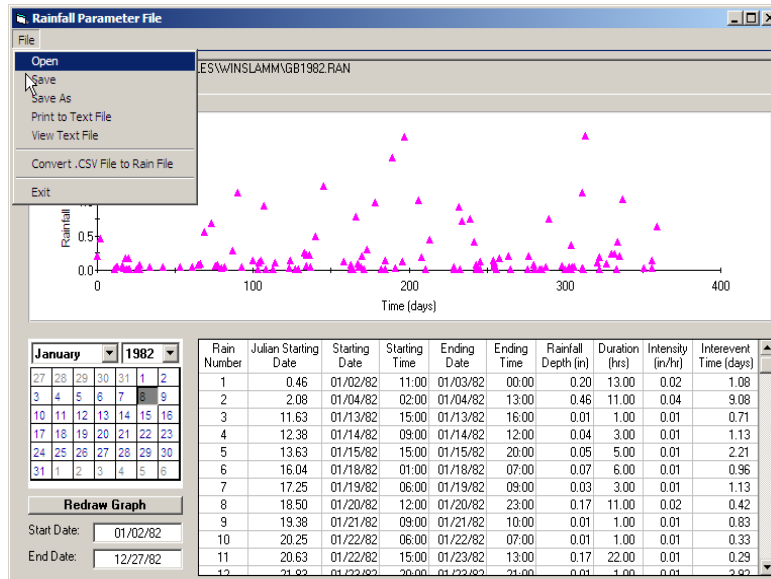 Rainfall Parameter File
File
Open
Save
Save As
Print to Text File
View Text File
Convert .CSV File to Rain File
Exit
ES\WINSLAMM\GB1982.RAN
Rainfall
0.5
0.0
0 100 200 300 400
Time (days)
January 1982
27 28 29 30 31 1 2
3 4 5 6 7 8 9
10 11 12 13 14 15 16
17 18 19 20 21 22 23
24 25 26 27 28 29 30
31 1 2 3 4 5 6
Redraw Graph
Start Date: 01/02/82
End Date: 12/27/82
Rain Number Julian Starting Date Starting Date Starting Time Ending Date Ending Time Rainfall Depth (in) Duration (hrs) Intensity (in/hr) Interevent Time (days)
1 0.46 01/02/82 11:00 01/03/82 00:00 0.20 13.00 0.02 1.08
2 2.08 01/04/82 02:00 01/04/82 13:00 0.46 11.00 0.04 9.08
3 11.63 01/13/82 15:00 01/13/82 16:00 0.01 1.00 0.01 0.71
4 12.38 01/14/82 09:00 01/14/82 12:00 0.04 3.00 0.01 1.13
5 13.63 01/15/82 15:00 01/15/82 20:00 0.05 5.00 0.01 2.21
6 16.04 01/18/82 01:00 01/18/82 07:00 0.07 6.00 0.01 0.96
7 17.25 01/19/82 06:00 01/19/82 09:00 0.03 3.00 0.01 1.13
8 18.50 01/20/82 12:00 01/20/82 23:00 0.17 11.00 0.02 0.42
9 19.38 01/21/82 09:00 01/21/82 10:00 0.01 1.00 0.01 0.83
10 20.25 01/22/82 06:00 01/22/82 07:00 0.01 1.00 0.01 0.33
11 20.63 01/22/82 15:00 01/23/82 13:00 0.17 22.00 0.01 0.29